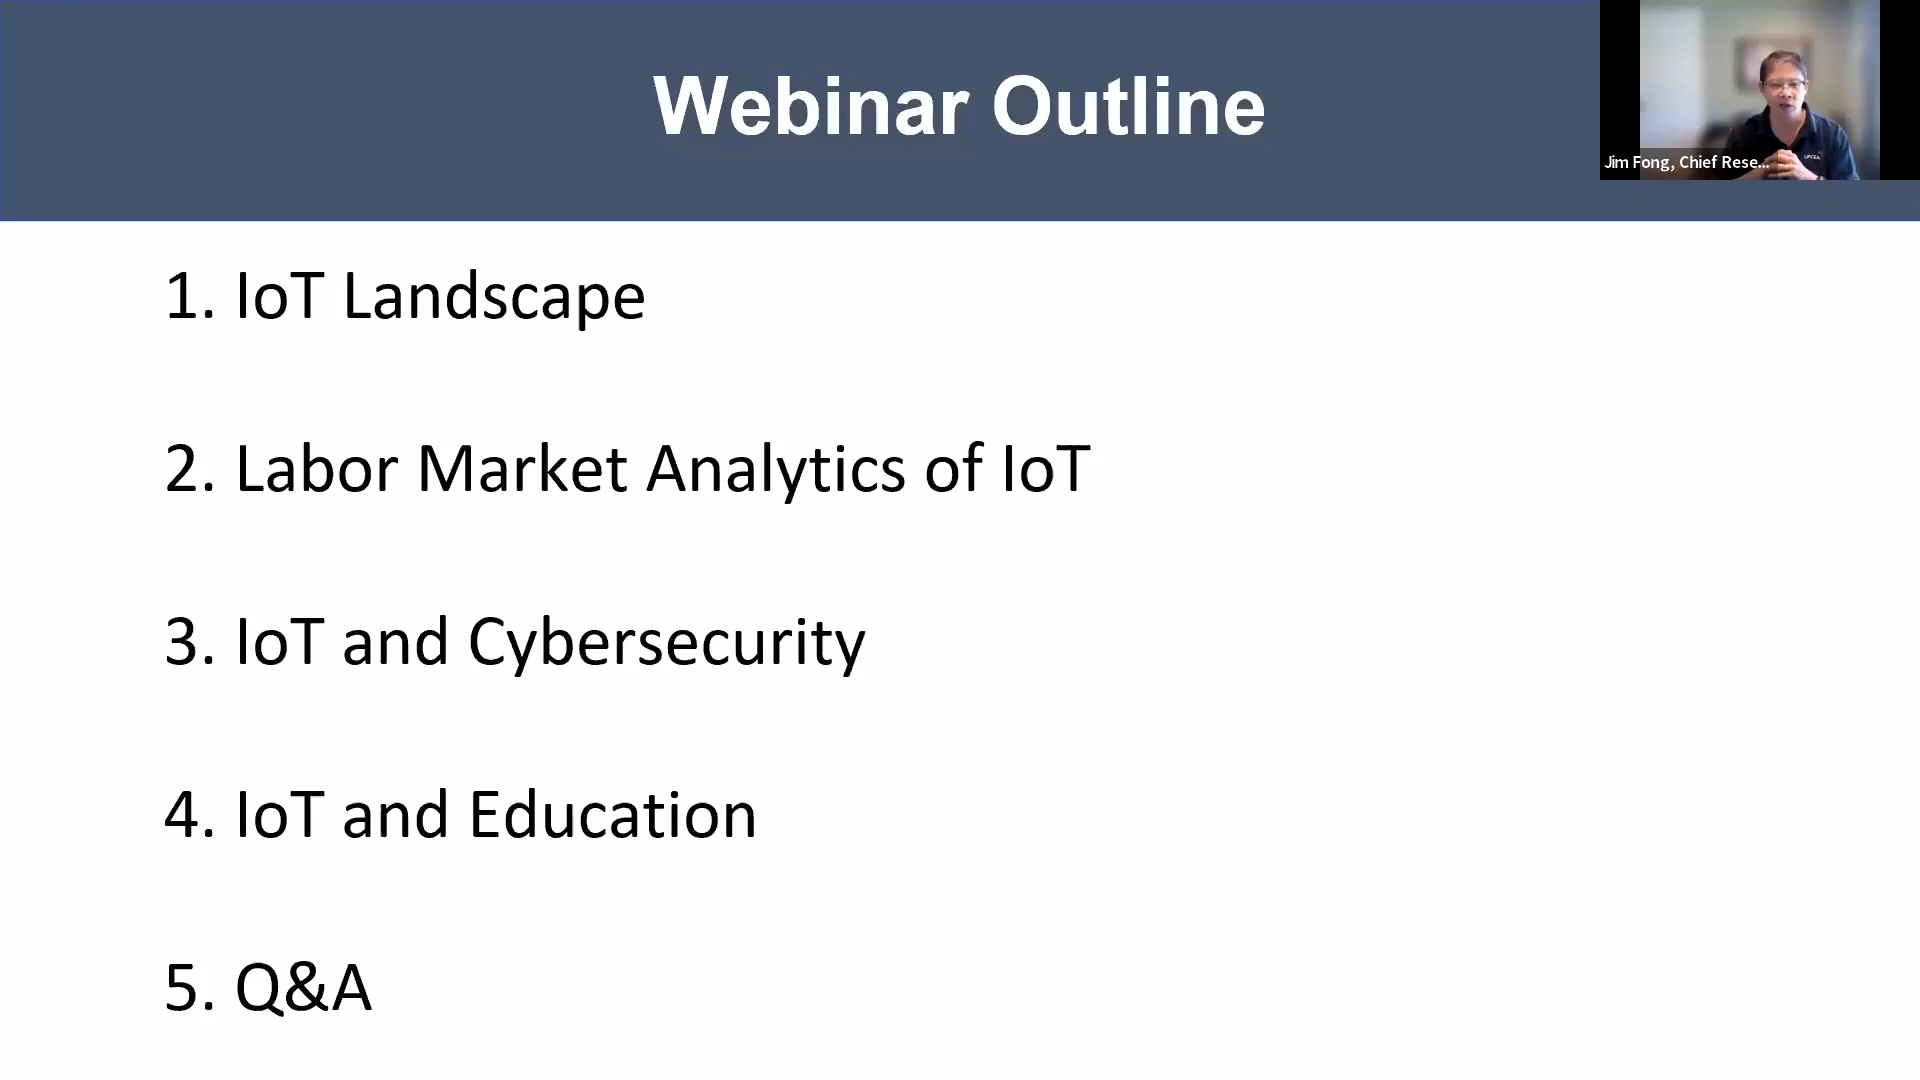 Webinar Outline
Jim Fong, Chief Rese...
1. IoT Landscape
2. Labor Market Analytics of IoT
3. IoT and Cybersecurity
4. IoT and Education
5. Q&A